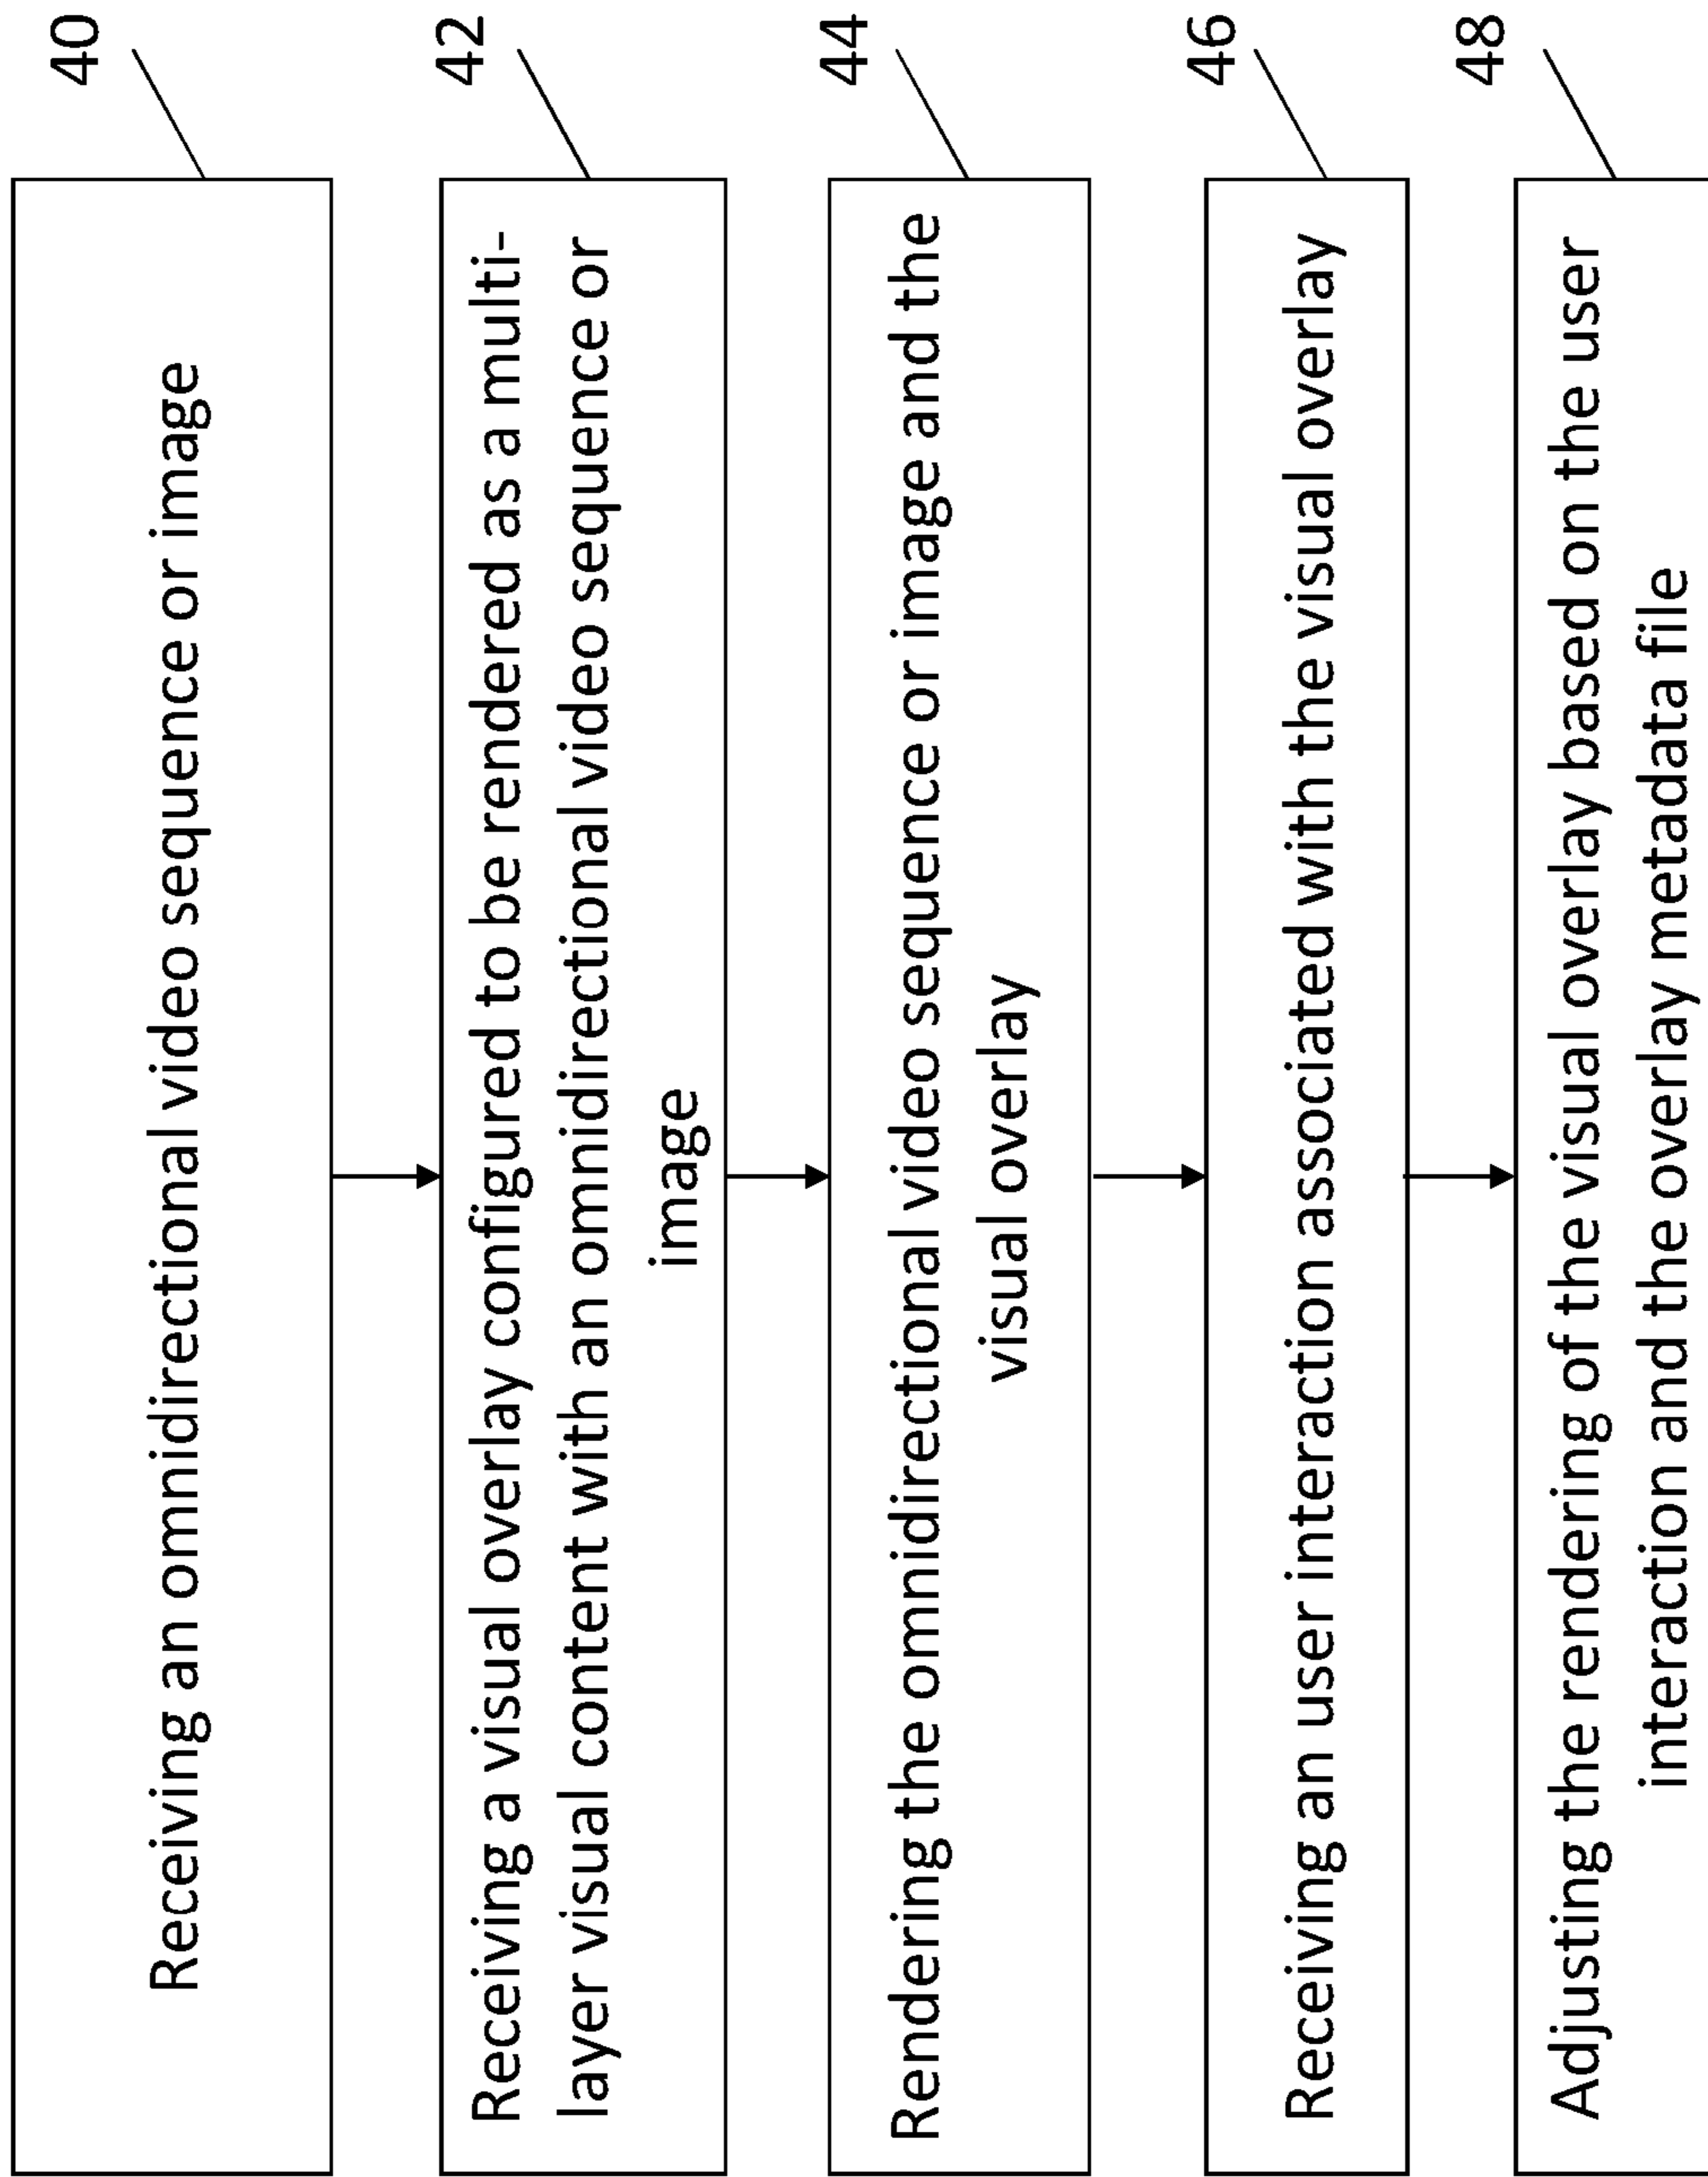 40
Receiving an omnidirectional video sequence or image
42
Receiving a visual overlay configured to be rendered as a multi-
layer visual content with an omnidirectional video sequence or
image
44
Rendering the omnidirectional video sequence or image and the
visual overlay
46
Receiving an user interaction associated with the visual overlay
48
Adjusting the rendering of the visual overlay based on the user
interaction and the overlay metadata file